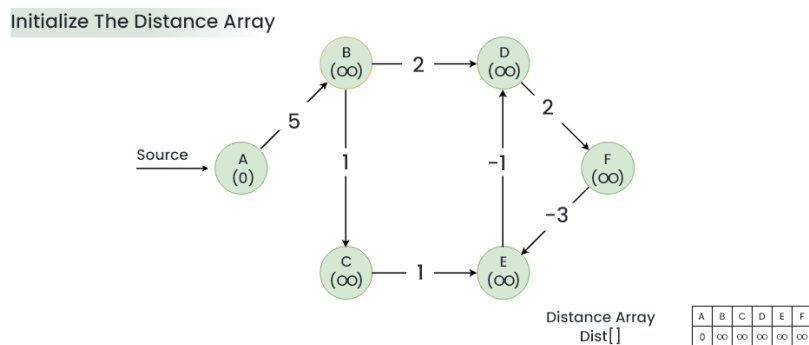 Initialize The Distance Array
B
(∞)
2
D
(∞)
5
2
Source
A
(0)
1
-1
F
(∞)
-3
C
(∞)
1
E
(∞)
Distance Array
Dist[]
A B C D E F
0 ∞ ∞ ∞ ∞ ∞